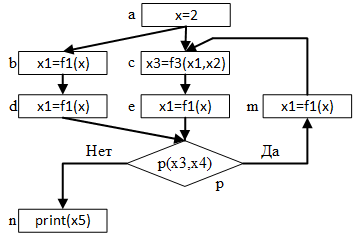 a x=2
b x1=f1(x) c x3=f3(x1,x2)
d x1=f1(x) e x1=f1(x) m x1=f1(x)
Нет p(x3,x4) Да
p
n print(x5)